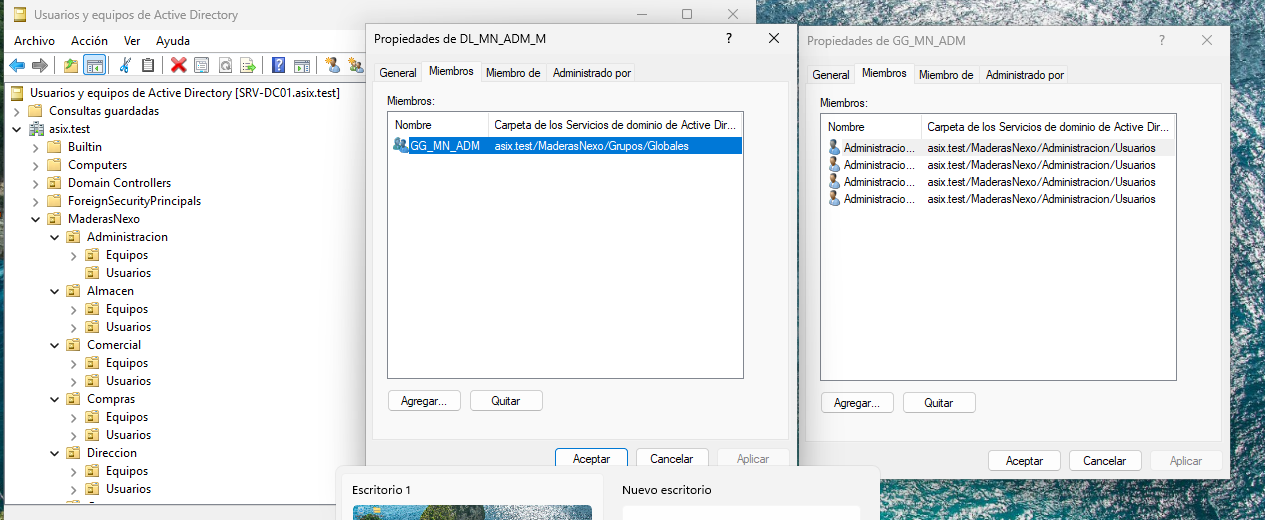 Usuarios y equipos de Active Directory
Archivo Acción Ver Ayuda
Usuarios y equipos de Active Directory [SRV-DC01.asix.test]
Consultas guardadas
asix.test
Builtin
Computers
Domain Controllers
ForeignSecurityPrincipals
MaderasNexo
Administracion
Equipos
Usuarios
Almacen
Equipos
Usuarios
Comercial
Equipos
Usuarios
Compras
Equipos
Usuarios
Direccion
Equipos
Usuarios
Propiedades de DL_MN_ADM_M ?
General Miembros Miembro de Administrado por
Miembros:
Nombre Carpeta de los Servicios de dominio de Active Dir...
GG_MN_ADM asix.test/MaderasNexo/Grupos/Globales
Agregar... Quitar
Aceptar Cancelar Aplicar
Propiedades de GG_MN_ADM ?
General Miembros Miembro de Administrado por
Miembros:
Nombre Carpeta de los Servicios de dominio de Active Dir...
Administracio... asix.test/MaderasNexo/Administracion/Usuarios
Administracio... asix.test/MaderasNexo/Administracion/Usuarios
Administracio... asix.test/MaderasNexo/Administracion/Usuarios
Administracio... asix.test/MaderasNexo/Administracion/Usuarios
Agregar... Quitar
Aceptar Cancelar Aplicar
Escritorio 1 Nuevo escritorio